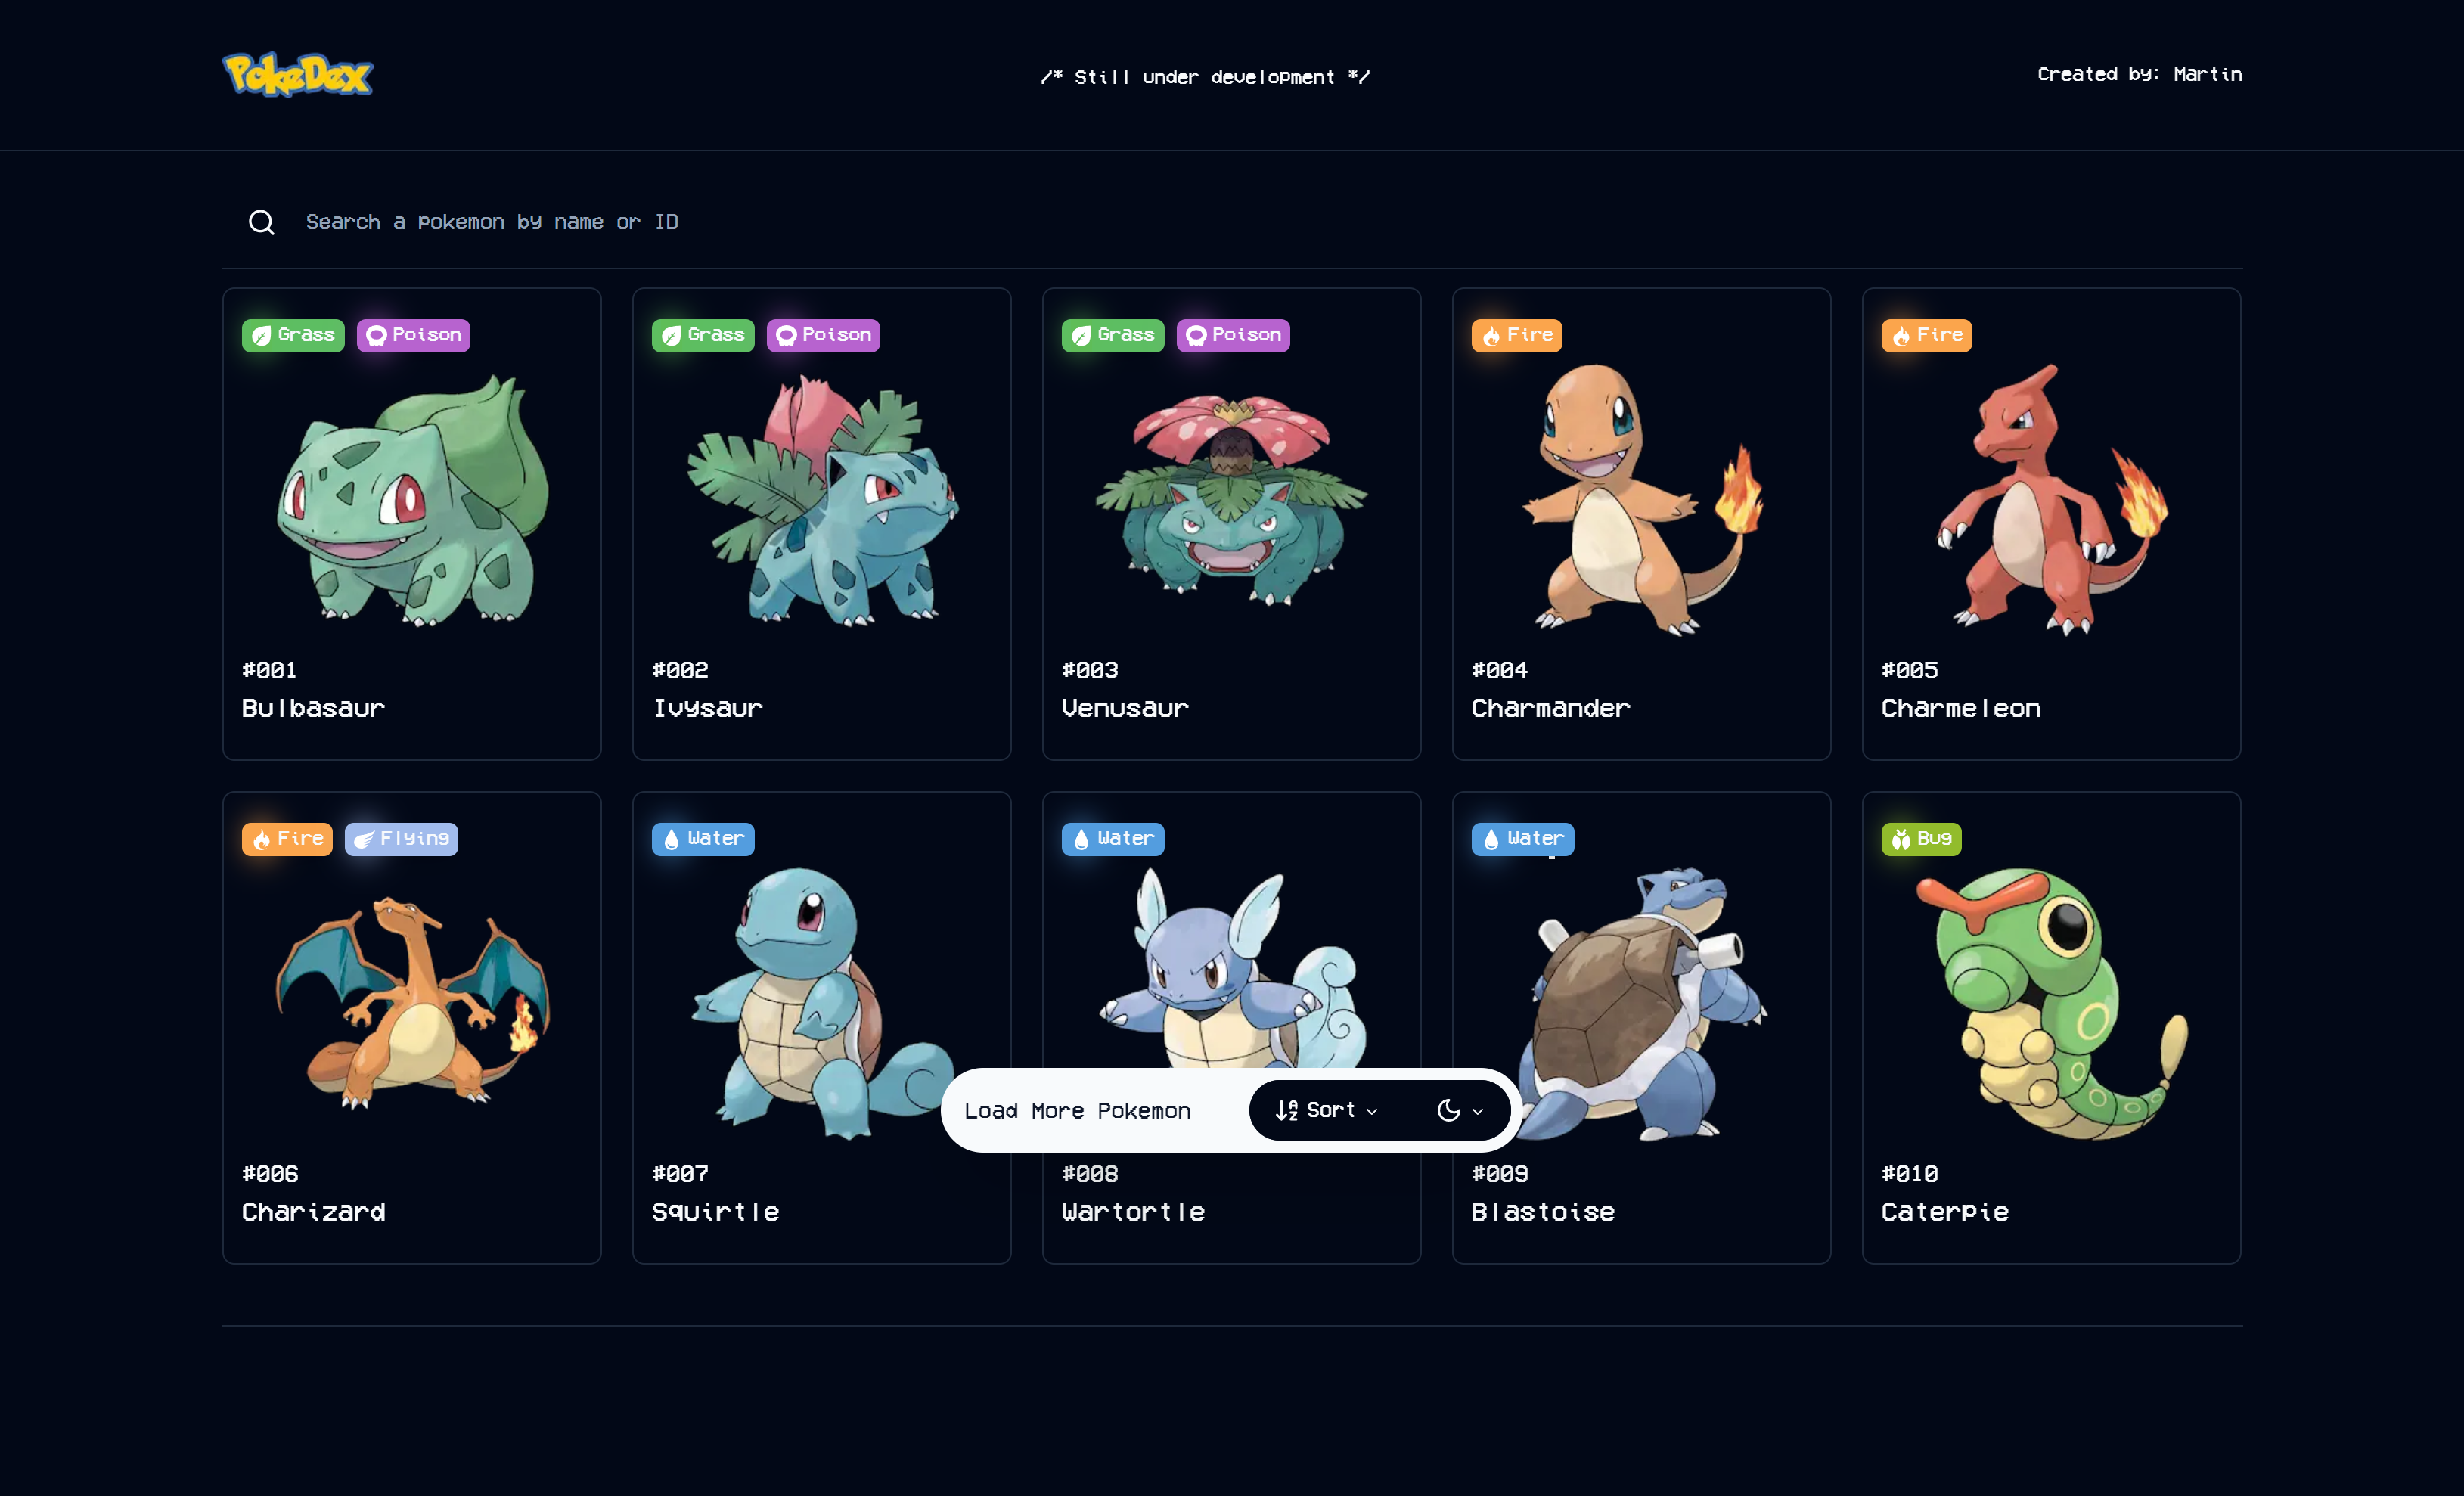 PokeDex
/* Still under development */
Created by: Martin
Search a pokemon by name or ID
Grass Poison
#001
Bulbasaur
Grass Poison
#002
Ivysaur
Grass Poison
#003
Venusaur
Fire
#004
Charmander
Fire
#005
Charmeleon
Fire Flying
#006
Charizard
Water
#007
Squirtle
Water
#008
Wartortle
Water
#009
Blastoise
Bug
#010
Caterpie
Load More Pokemon
Sort